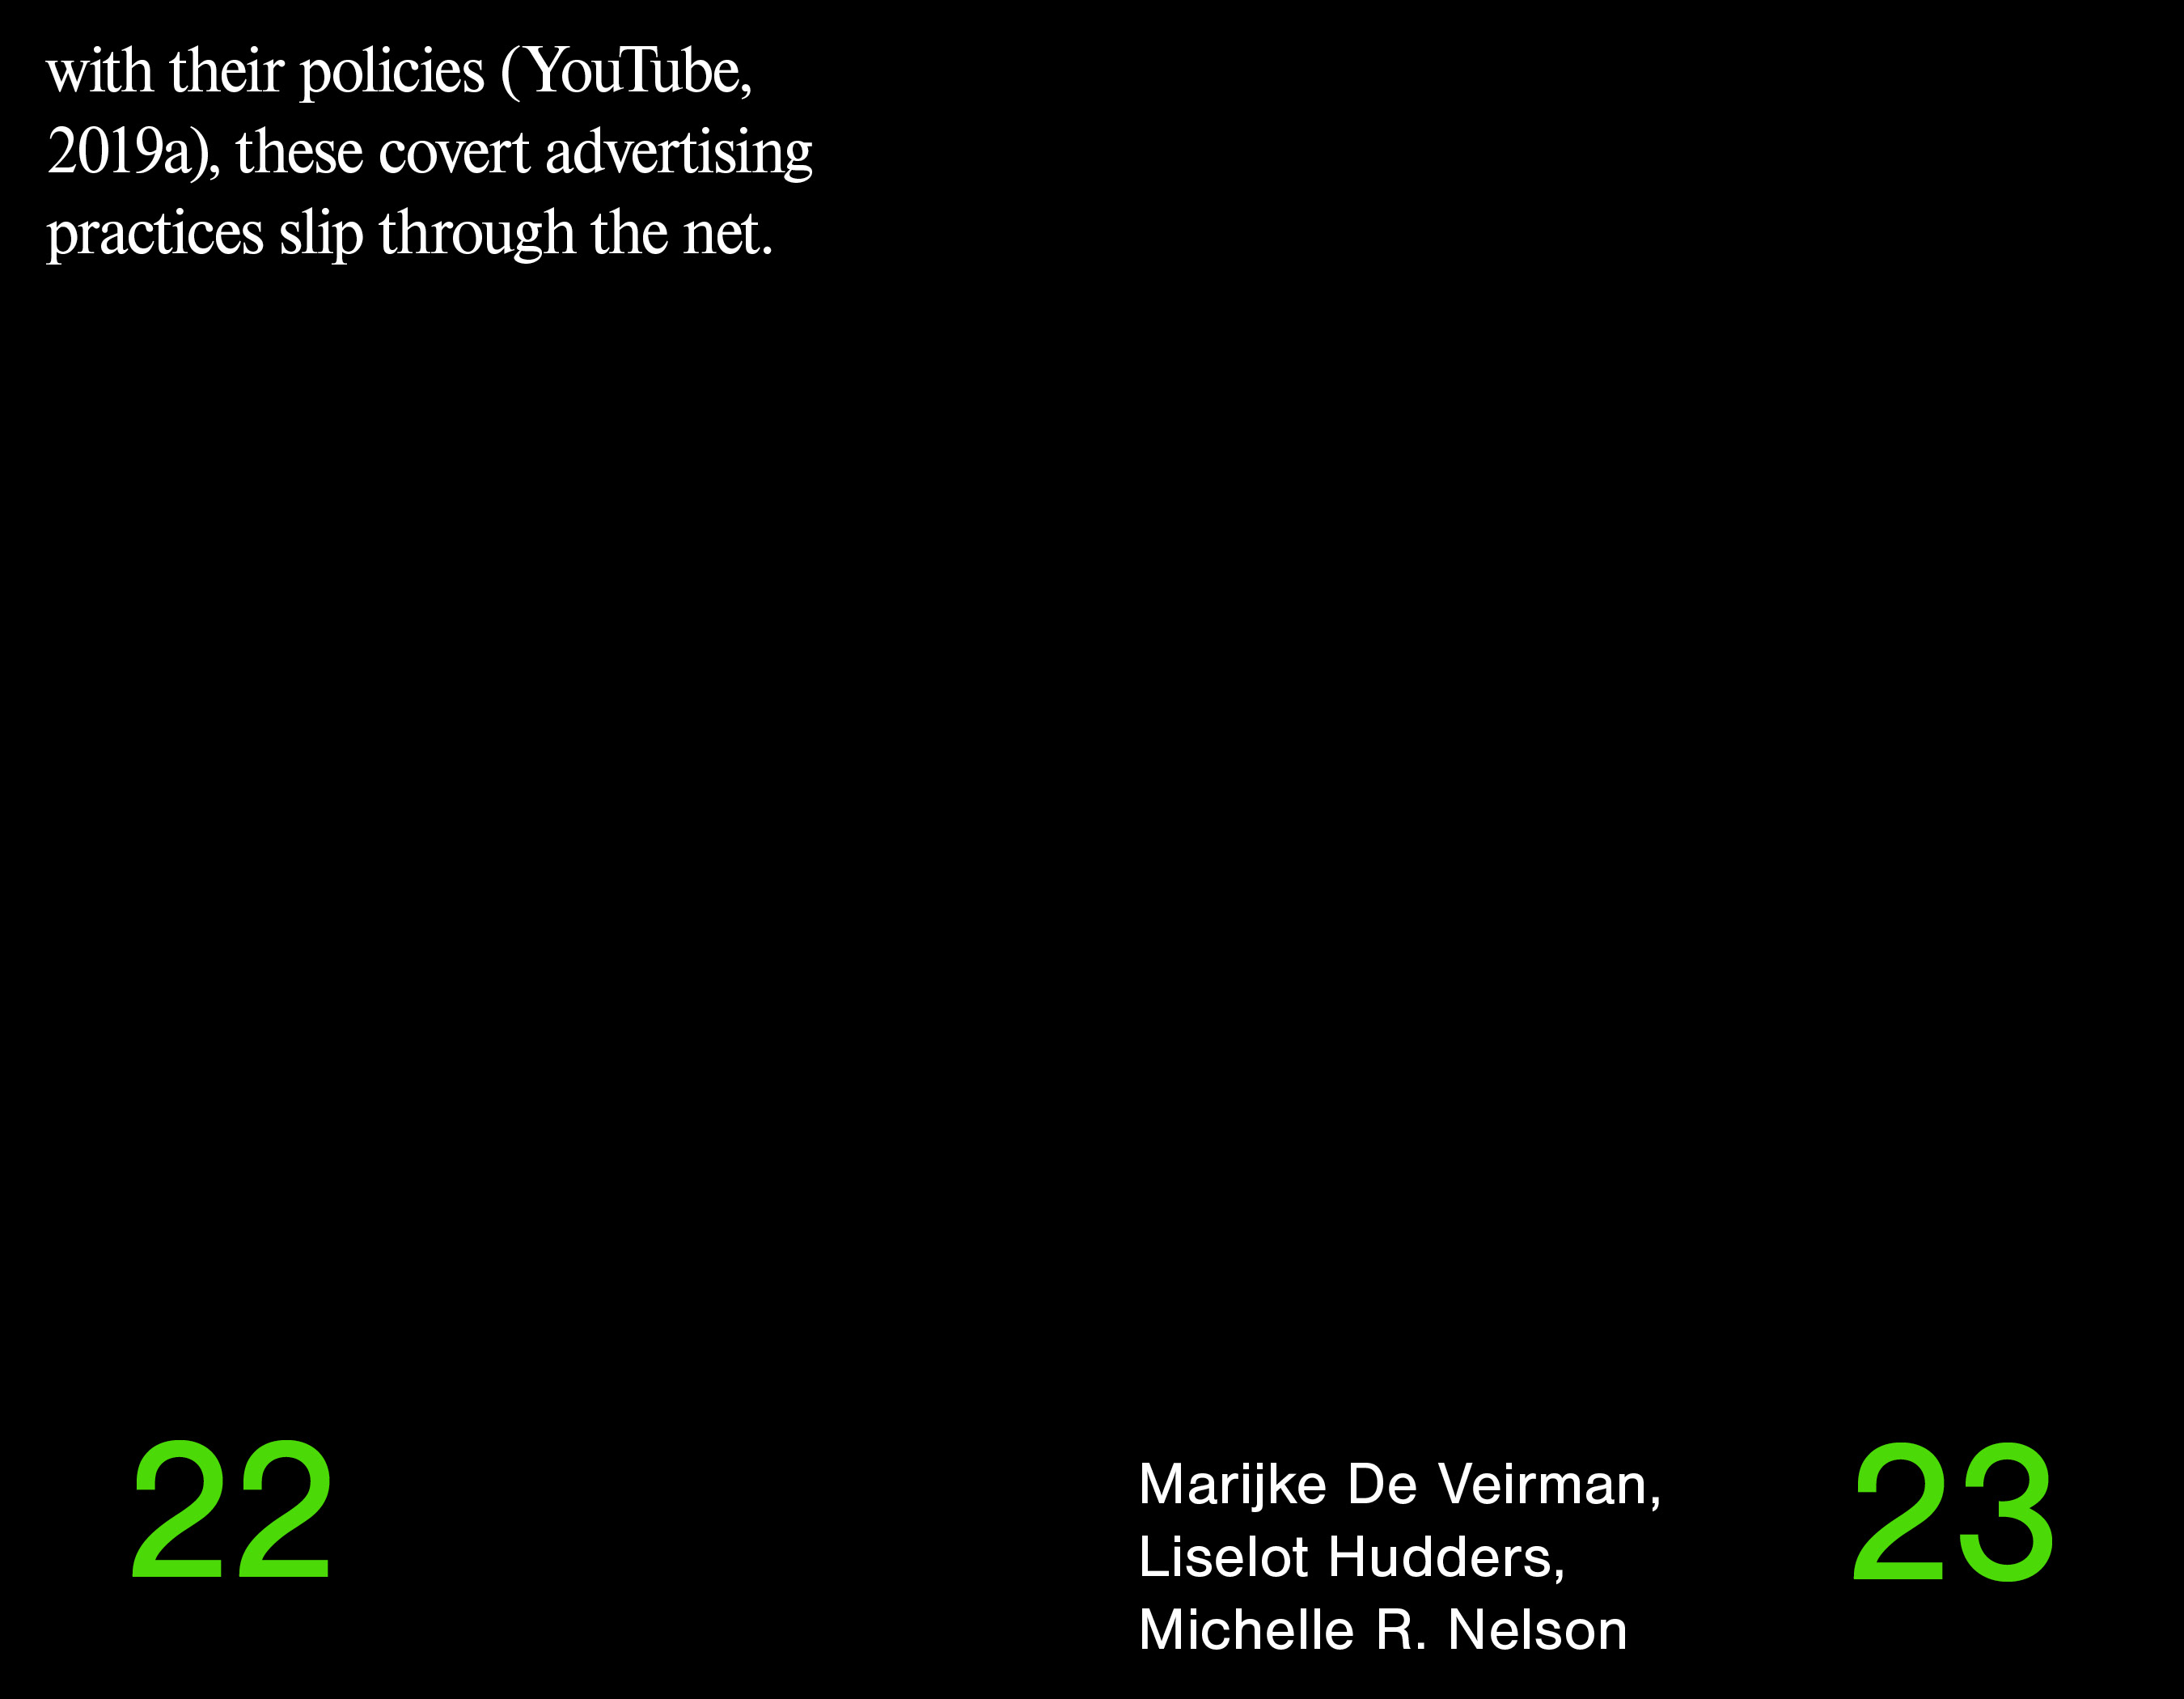 with their policies (YouTube,
2019a), these covert advertising
practices slip through the net.
22
Marijke De Veirman,
Liselot Hudders,
Michelle R. Nelson
23